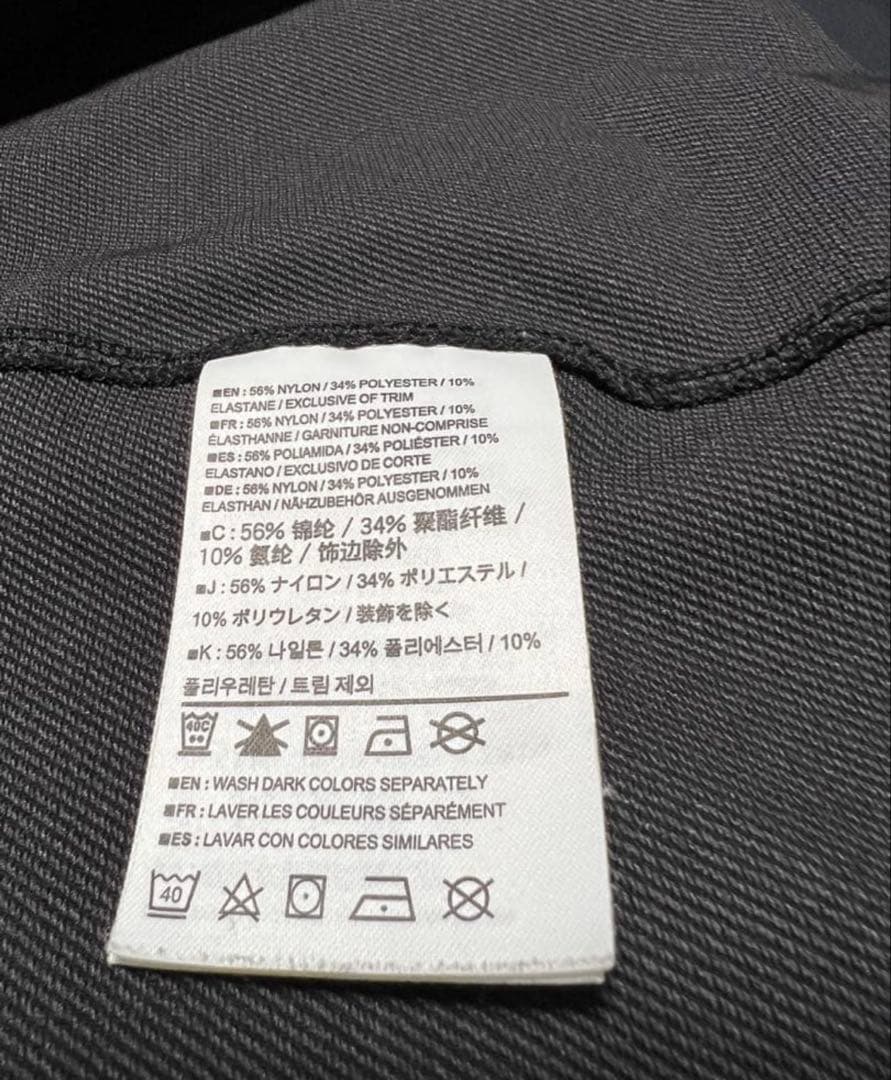 ■EN : 56% NYLON / 34% POLYESTER / 10%
ELASTANE / EXCLUSIVE OF TRIM
■FR : 56% NYLON / 34% POLYESTER / 10%
ÉLASTHANNE / GARNITURE NON-COMPRISE
■ES : 56% POLIAMIDA / 34% POLIÉSTER / 10%
ELASTANO / EXCLUSIVO DE CORTE
■DE : 56% NYLON / 34% POLYESTER / 10%
ELASTHAN / NÄHZUBEHÖR AUSGENOMMEN
■C : 56% 锦纶 / 34% 聚酯纤维 /
10% 氨纶 / 饰边除外
■J : 56% ナイロン / 34% ポリエステル /
10% ポリウレタン / 装飾を除く
■K : 56% 나일론 / 34% 폴리에스터 / 10%
폴리우레탄 / 트림 제외
40C
■EN : WASH DARK COLORS SEPARATELY
■FR : LAVER LES COULEURS SÉPARÉMENT
■ES : LAVAR CON COLORES SIMILARES
40